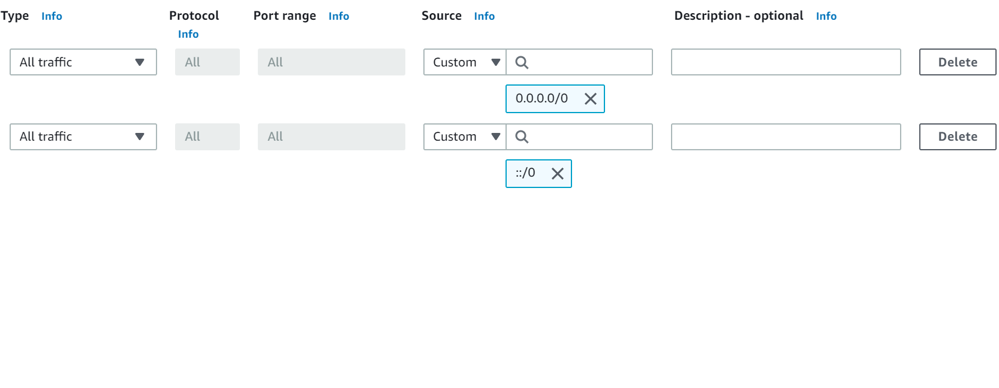 Type Info Protocol Port range Info Source Info Description - optional Info
Info
All traffic All All Custom Delete
0.0.0.0/0
All traffic All All Custom Delete
::/0